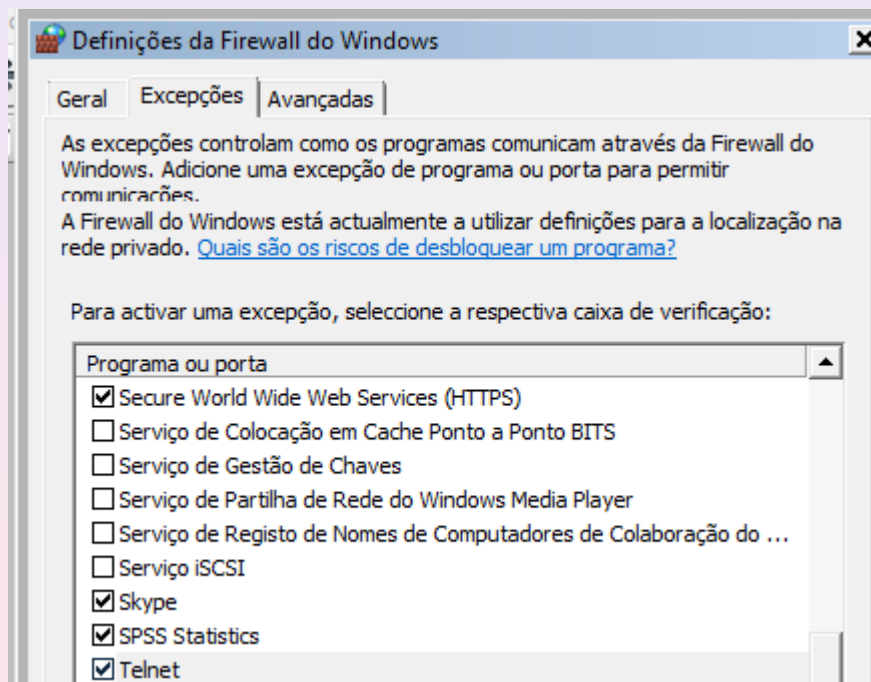 Definições da Firewall do Windows
Geral Excepções Avançadas
As excepções controlam como os programas comunicam através da Firewall do
Windows. Adicione uma excepção de programa ou porta para permitir
comunicações.
A Firewall do Windows está actualmente a utilizar definições para a localização na
rede privado. Quais são os riscos de desbloquear um programa?
Para activar uma excepção, seleccione a respectiva caixa de verificação:
Programa ou porta
Secure World Wide Web Services (HTTPS)
Serviço de Colocação em Cache Ponto a Ponto BITS
Serviço de Gestão de Chaves
Serviço de Partilha de Rede do Windows Media Player
Serviço de Registo de Nomes de Computadores de Colaboração do ...
Serviço iSCSI
Skype
SPSS Statistics
Telnet